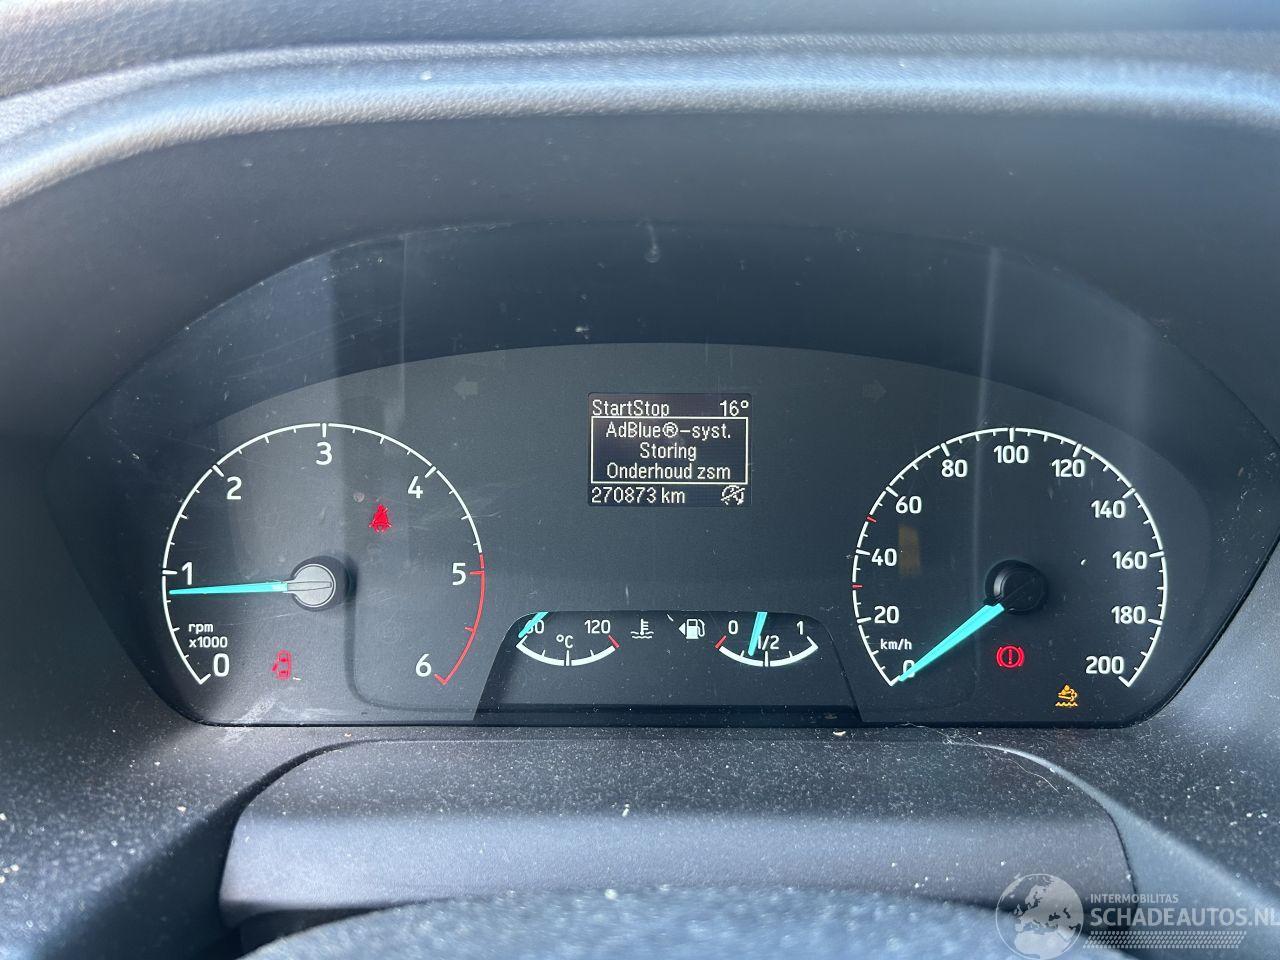 StartStop 16°
AdBlue®-syst.
Storing
Onderhoud zsm
270873 km
0 1 2 3 4 5 6
rpm
x1000
°C 120
0 1/2 1
0 20 40 60 80 100 120 140 160 180 200
km/h
INTERMOBILITAS
SCHADEAUTOS.NL